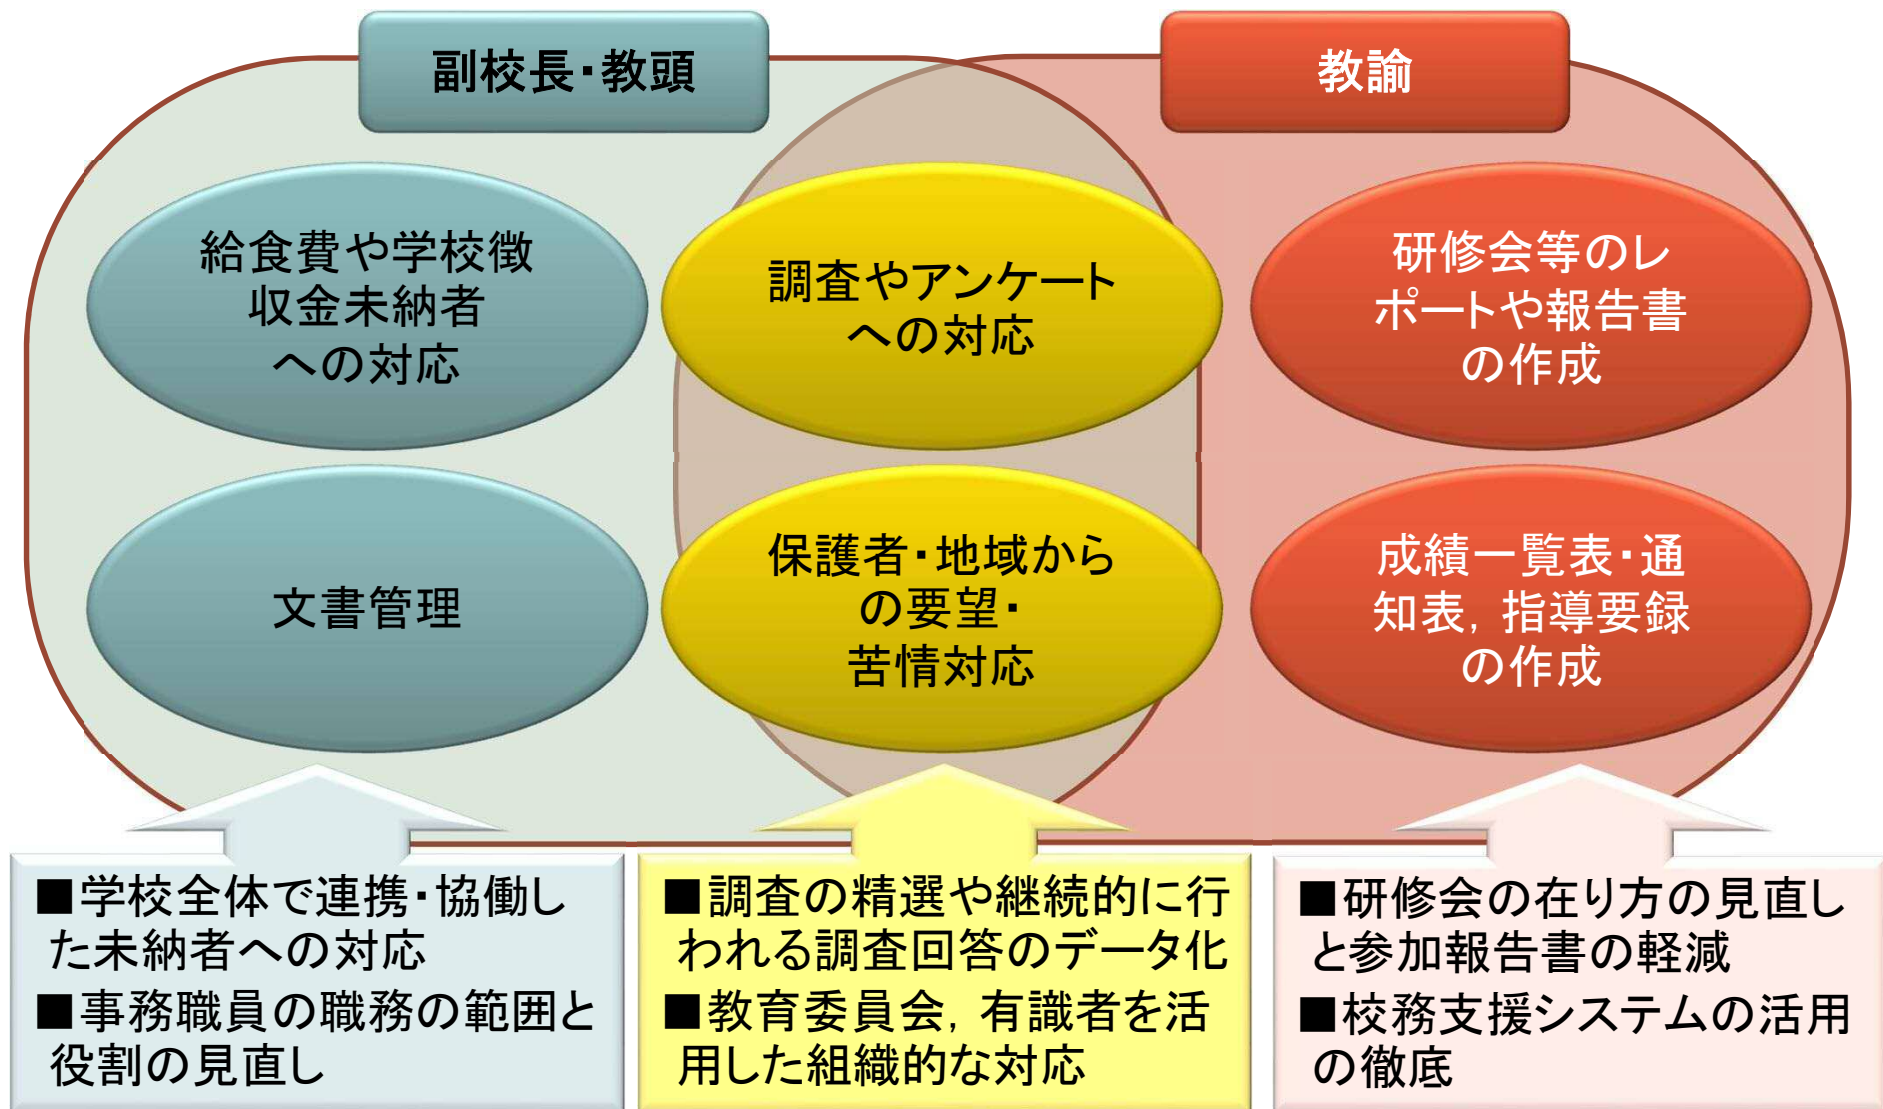 副校長・教頭
教諭
給食費や学校徴
収金未納者
への対応
調査やアンケート
への対応
研修会等のレ
ポートや報告書
の作成
文書管理
保護者・地域から
の要望・
苦情対応
成績一覧表・通
知表，指導要録
の作成
■学校全体で連携・協働し
た未納者への対応
■事務職員の職務の範囲と
役割の見直し
■調査の精選や継続的に行
われる調査回答のデータ化
■教育委員会，有識者を活
用した組織的な対応
■研修会の在り方の見直し
と参加報告書の軽減
■校務支援システムの活用
の徹底